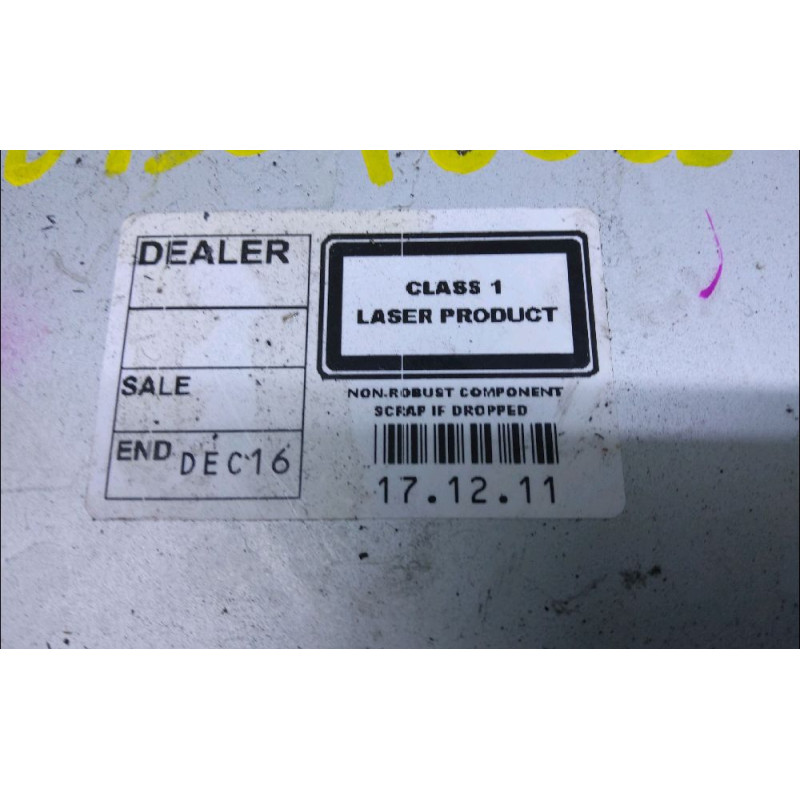 DEALER
SALE
END DEC16
CLASS 1
LASER PRODUCT
NON-ROBUST COMPONENT
SCRAP IF DROPPED
17.12.11